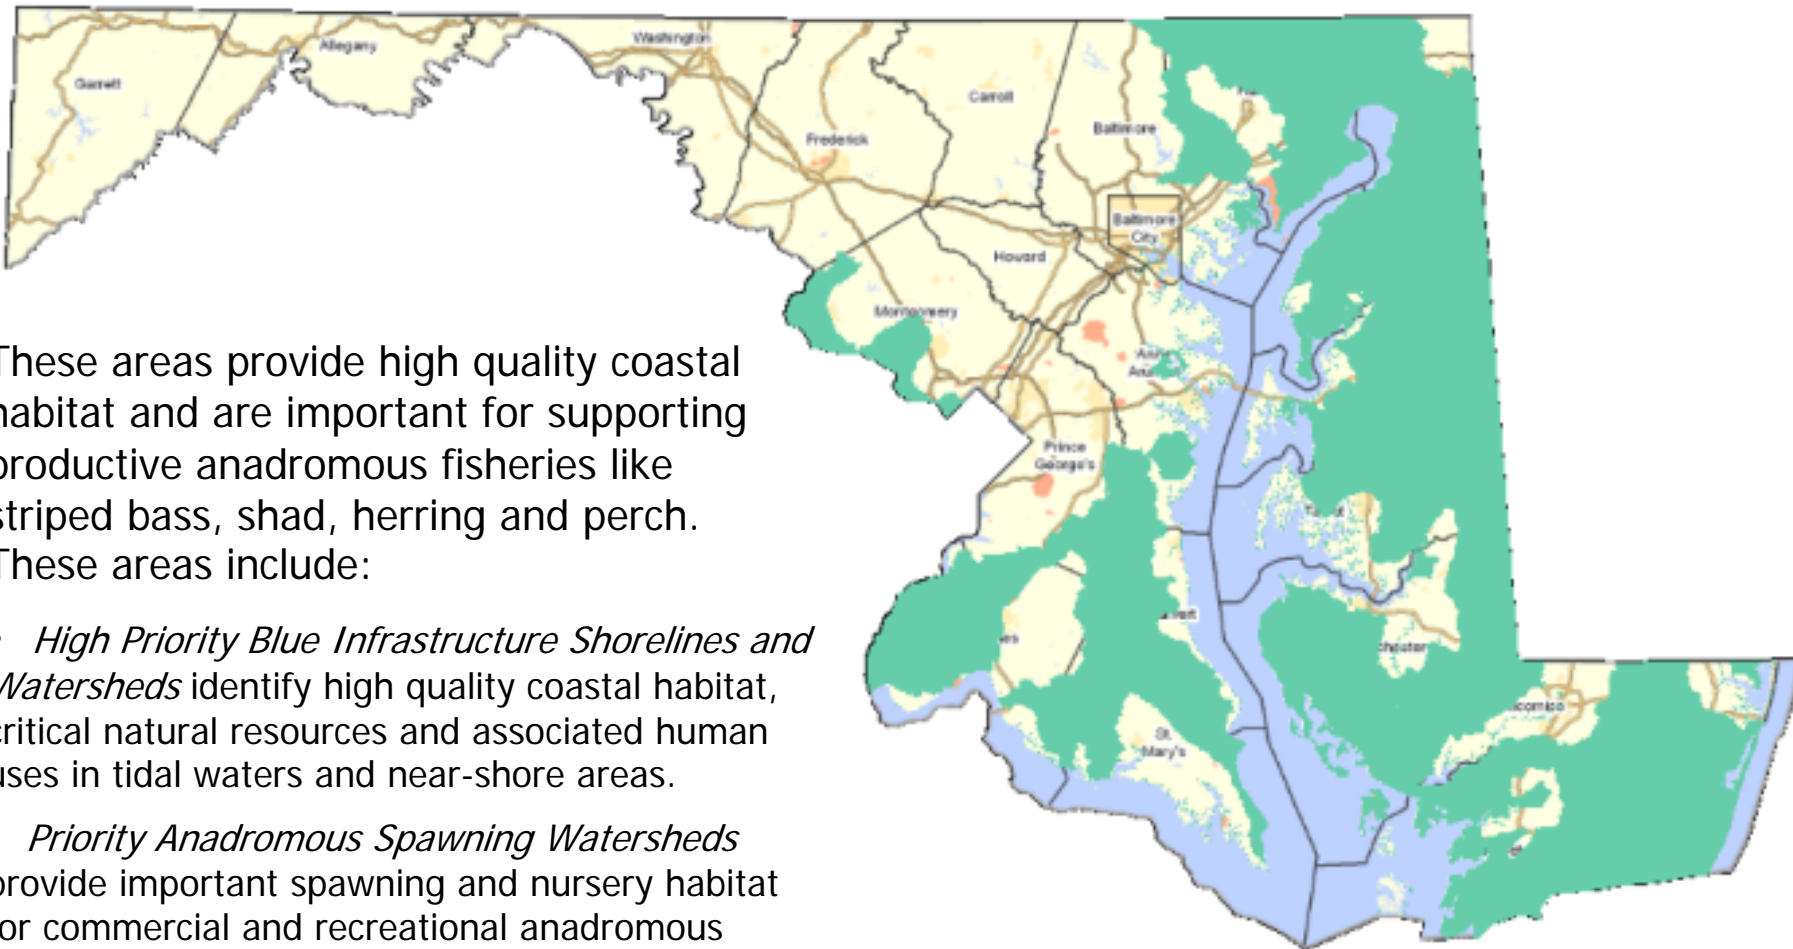 Garrett
Allegany
Washington
Frederick
Carroll
Baltimore
Baltimore
City
Howard
Montgomery
Prince
George's
St.
Mary's
These areas provide high quality coastal
habitat and are important for supporting
productive anadromous fisheries like
striped bass, shad, herring and perch.
These areas include:
High Priority Blue Infrastructure Shorelines and
Watersheds identify high quality coastal habitat,
critical natural resources and associated human
uses in tidal waters and near-shore areas.
Priority Anadromous Spawning Watersheds
provide important spawning and nursery habitat
for commercial and recreational anadromous